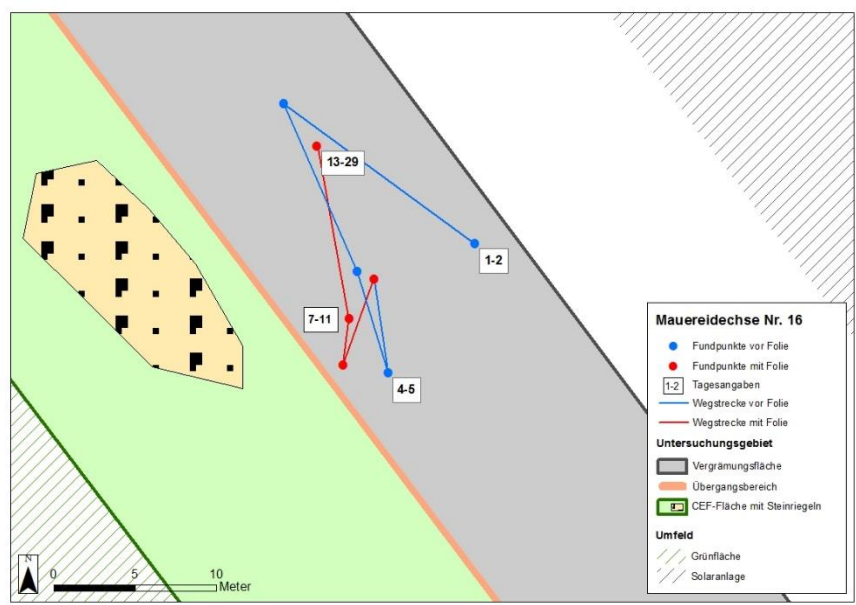 13-29
1-2
7-11
4-5
Mauereidechse Nr. 16
Fundpunkte vor Folie
Fundpunkte mit Folie
1-2 Tagesangaben
Wegstrecke vor Folie
Wegstrecke mit Folie
Untersuchungsgebiet
Vergrämungsfläche
Übergangsbereich
CEF-Fläche mit Steinriegeln
Umfeld
Grünfläche
Solaranlage
N
0 5 10
Meter